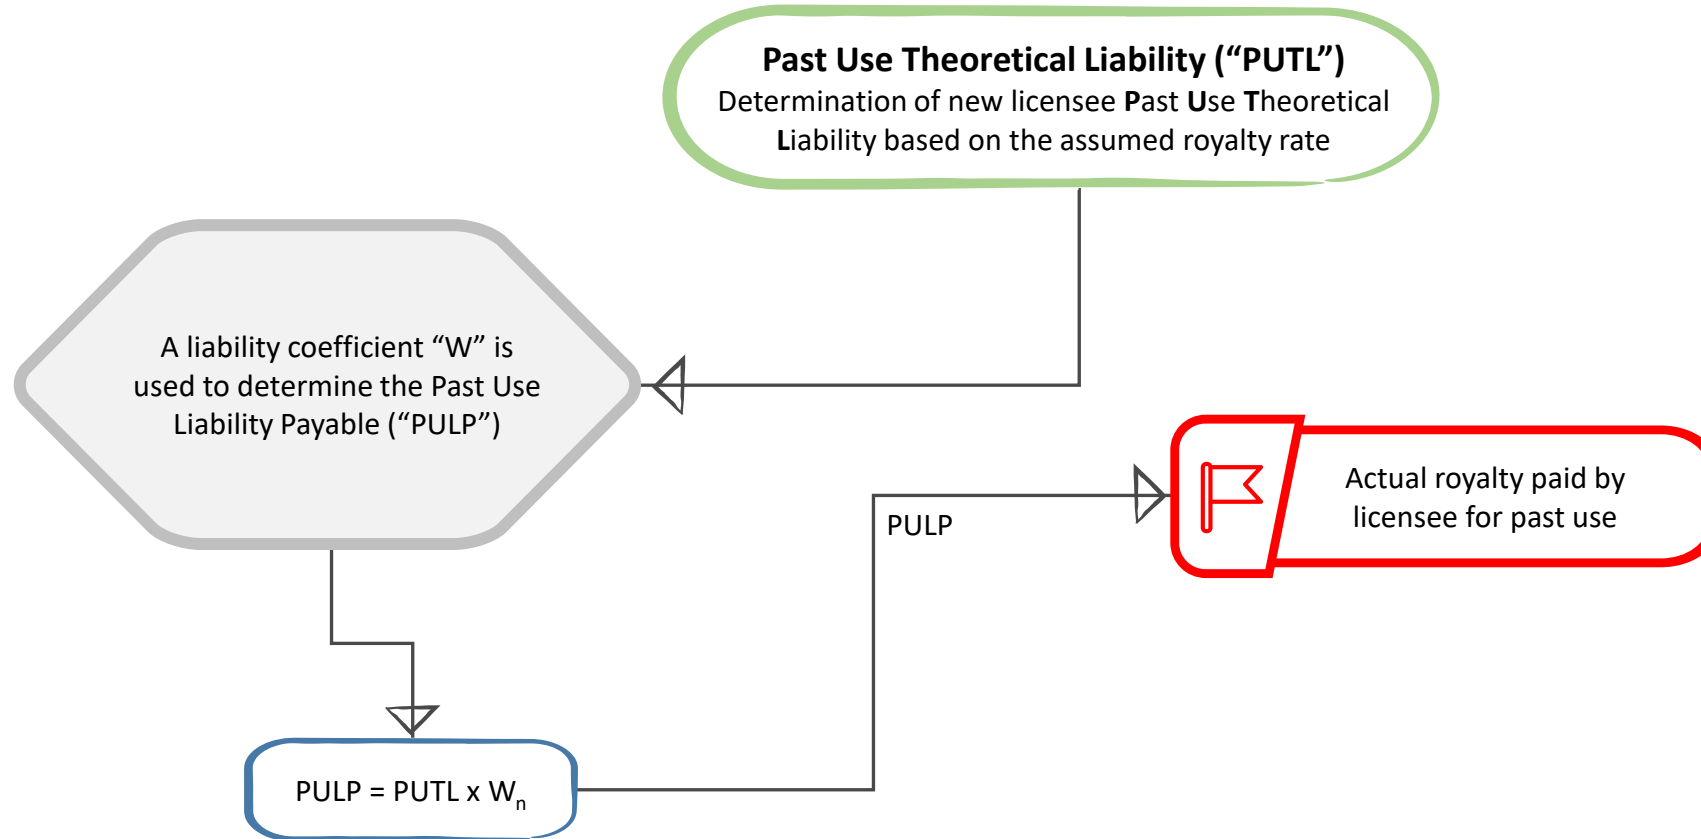 Past Use Theoretical Liability (“PUTL”)
Determination of new licensee Past Use Theoretical
Liability based on the assumed royalty rate
A liability coefficient “W” is
used to determine the Past Use
Liability Payable (“PULP”)
Actual royalty paid by
licensee for past use
PULP
PULP = PUTL x Wn